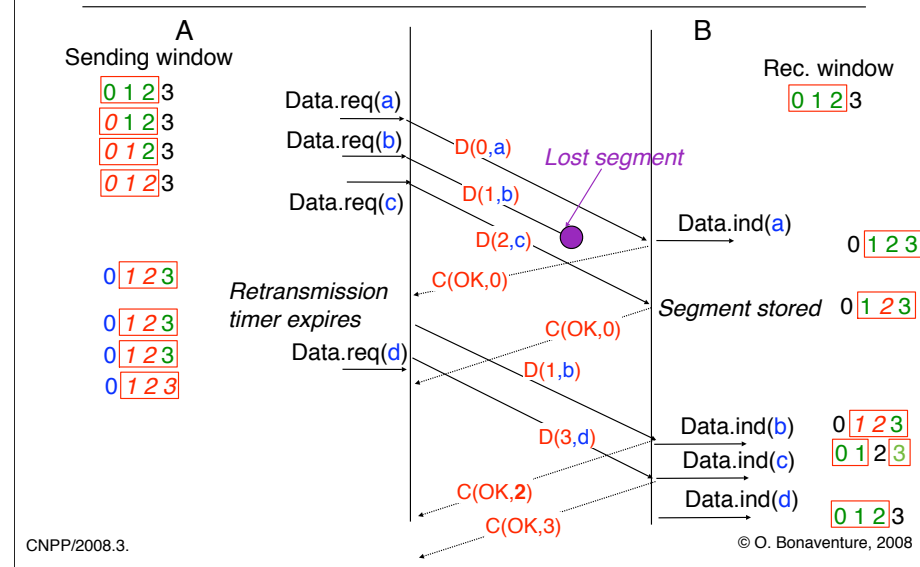 A
B
Sending window
Rec. window
0 1 2 3
0 1 2 3
0 1 2 3
0 1 2 3
0 1 2 3
Data.req(a)
Data.req(b)
Data.req(c)
D(0,a)
Lost segment
D(1,b)
D(2,c)
Data.ind(a)
0 1 2 3
C(OK,0)
0 1 2 3
Retransmission
timer expires
Segment stored
0 1 2 3
C(OK,0)
0 1 2 3
0 1 2 3
0 1 2 3
Data.req(d)
D(1,b)
D(3,d)
Data.ind(b)
0 1 2 3
Data.ind(c)
0 1 2 3
C(OK,2)
Data.ind(d)
0 1 2 3
C(OK,3)
CNPP/2008.3.
© O. Bonaventure, 2008